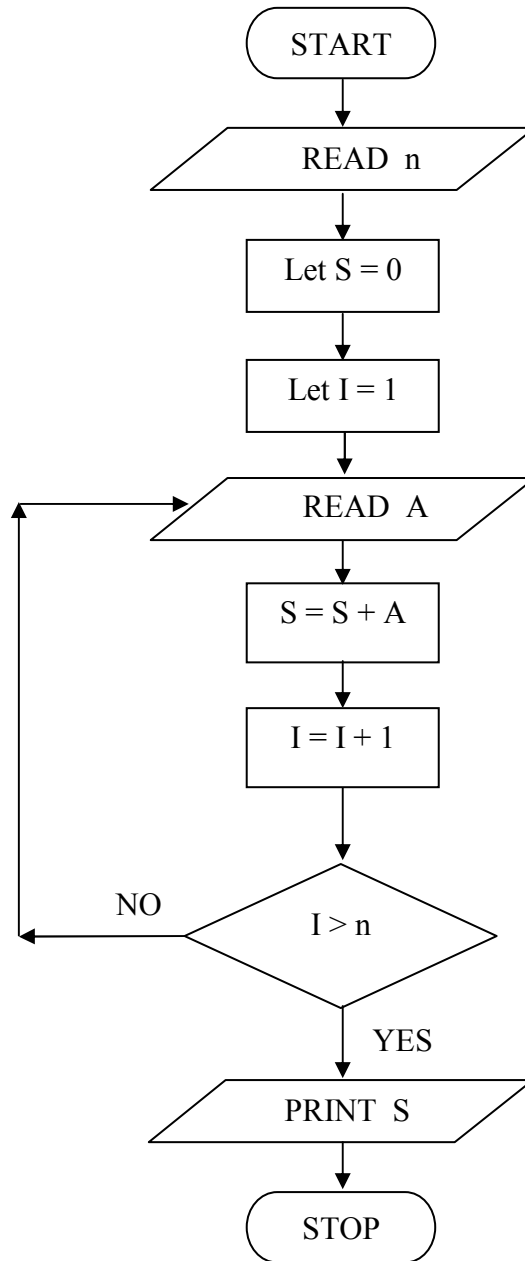 START
READ n
Let S = 0
Let I = 1
READ A
S = S + A
I = I + 1
I > n
NO
YES
PRINT S
STOP